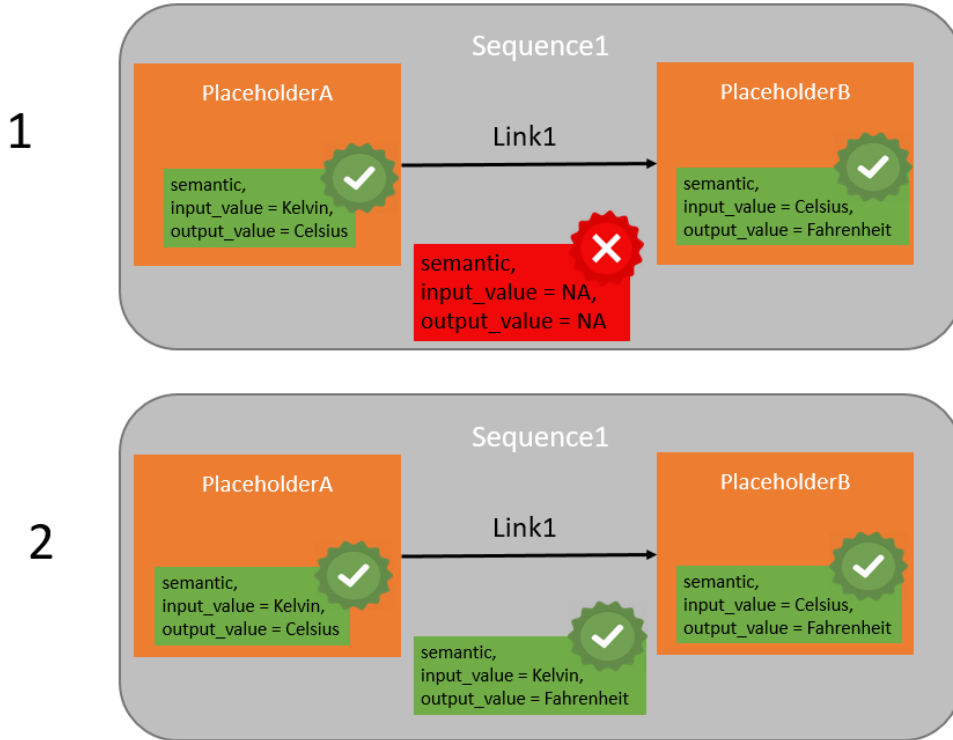 1
Sequence1
PlaceholderA
PlaceholderB
Link1
semantic,
input_value = Kelvin,
output_value = Celsius
semantic,
input_value = Celsius,
output_value = Fahrenheit
semantic,
input_value = NA,
output_value = NA
2
Sequence1
PlaceholderA
PlaceholderB
Link1
semantic,
input_value = Kelvin,
output_value = Celsius
semantic,
input_value = Celsius,
output_value = Fahrenheit
semantic,
input_value = Kelvin,
output_value = Fahrenheit